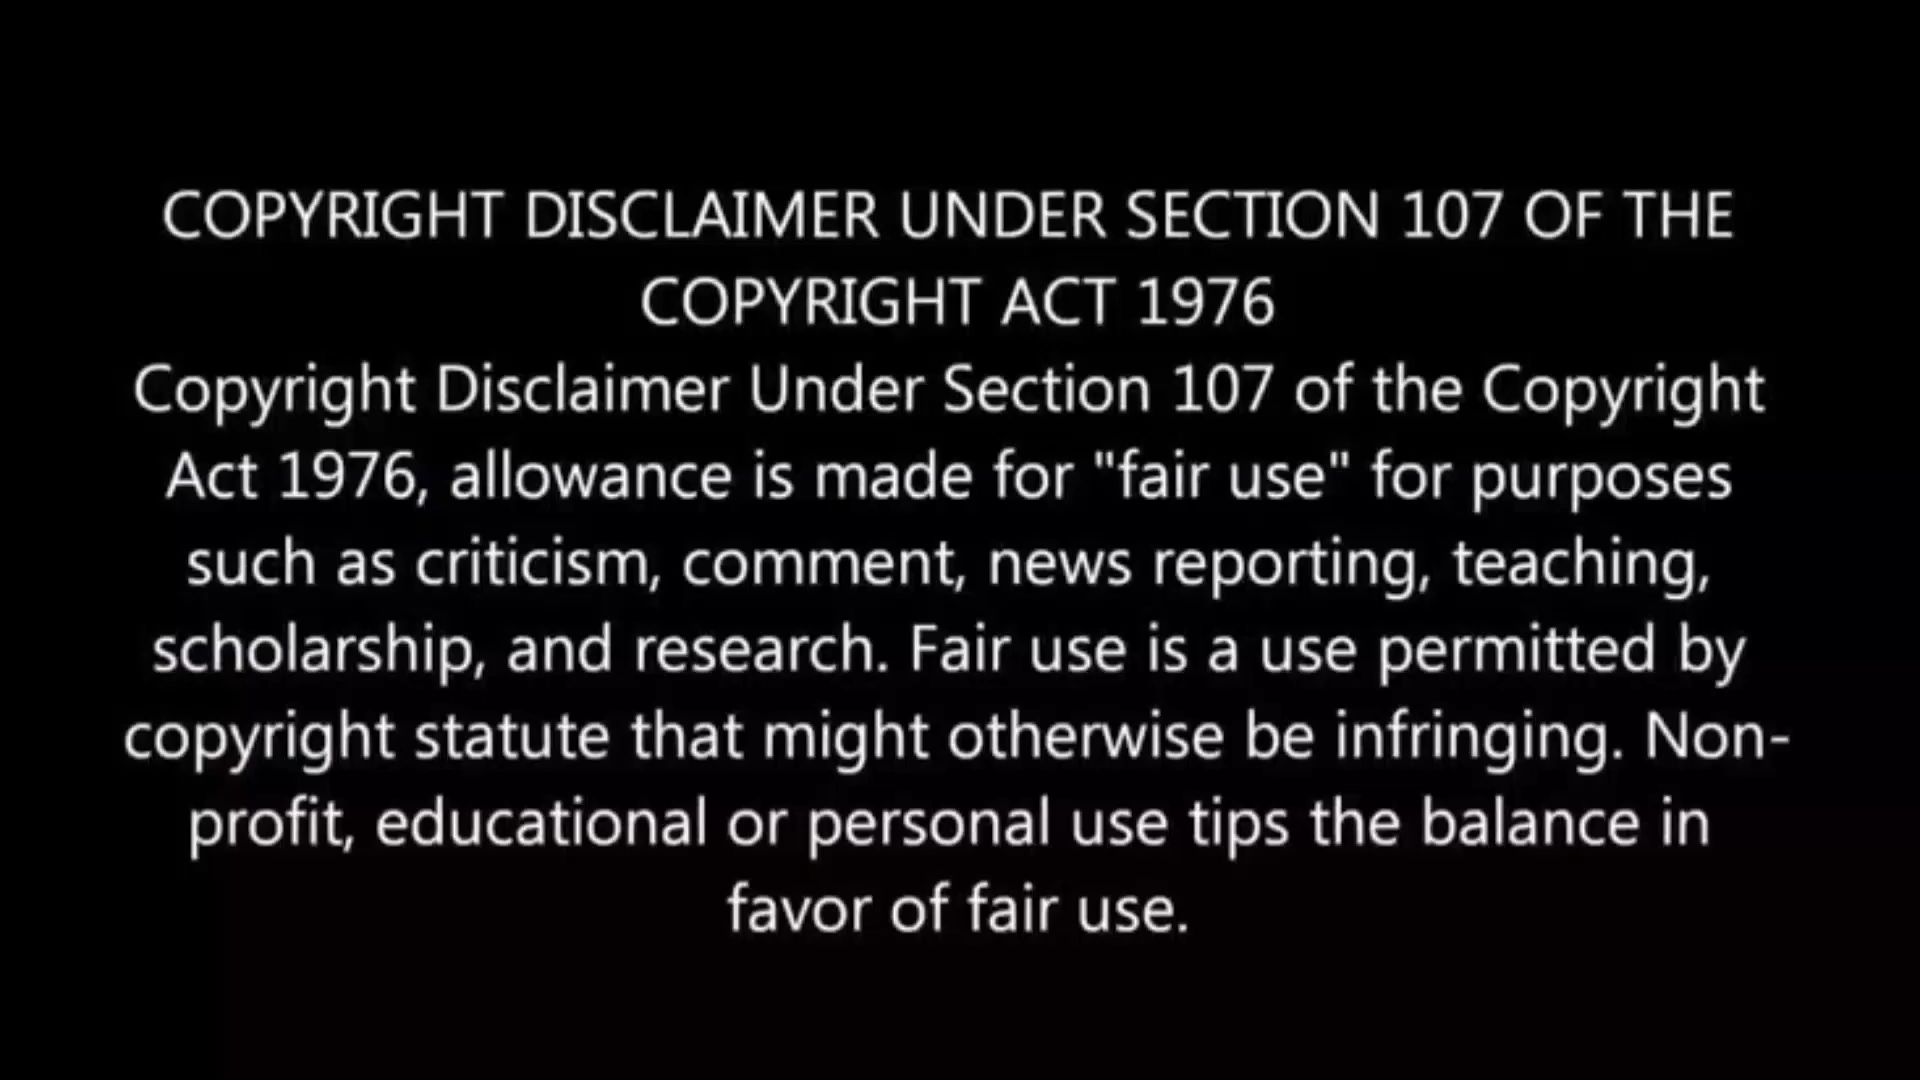 COPYRIGHT DISCLAIMER UNDER SECTION 107 OF THE
COPYRIGHT ACT 1976
Copyright Disclaimer Under Section 107 of the Copyright
Act 1976, allowance is made for "fair use" for purposes
such as criticism, comment, news reporting, teaching,
scholarship, and research. Fair use is a use permitted by
copyright statute that might otherwise be infringing. Non-
profit, educational or personal use tips the balance in
favor of fair use.